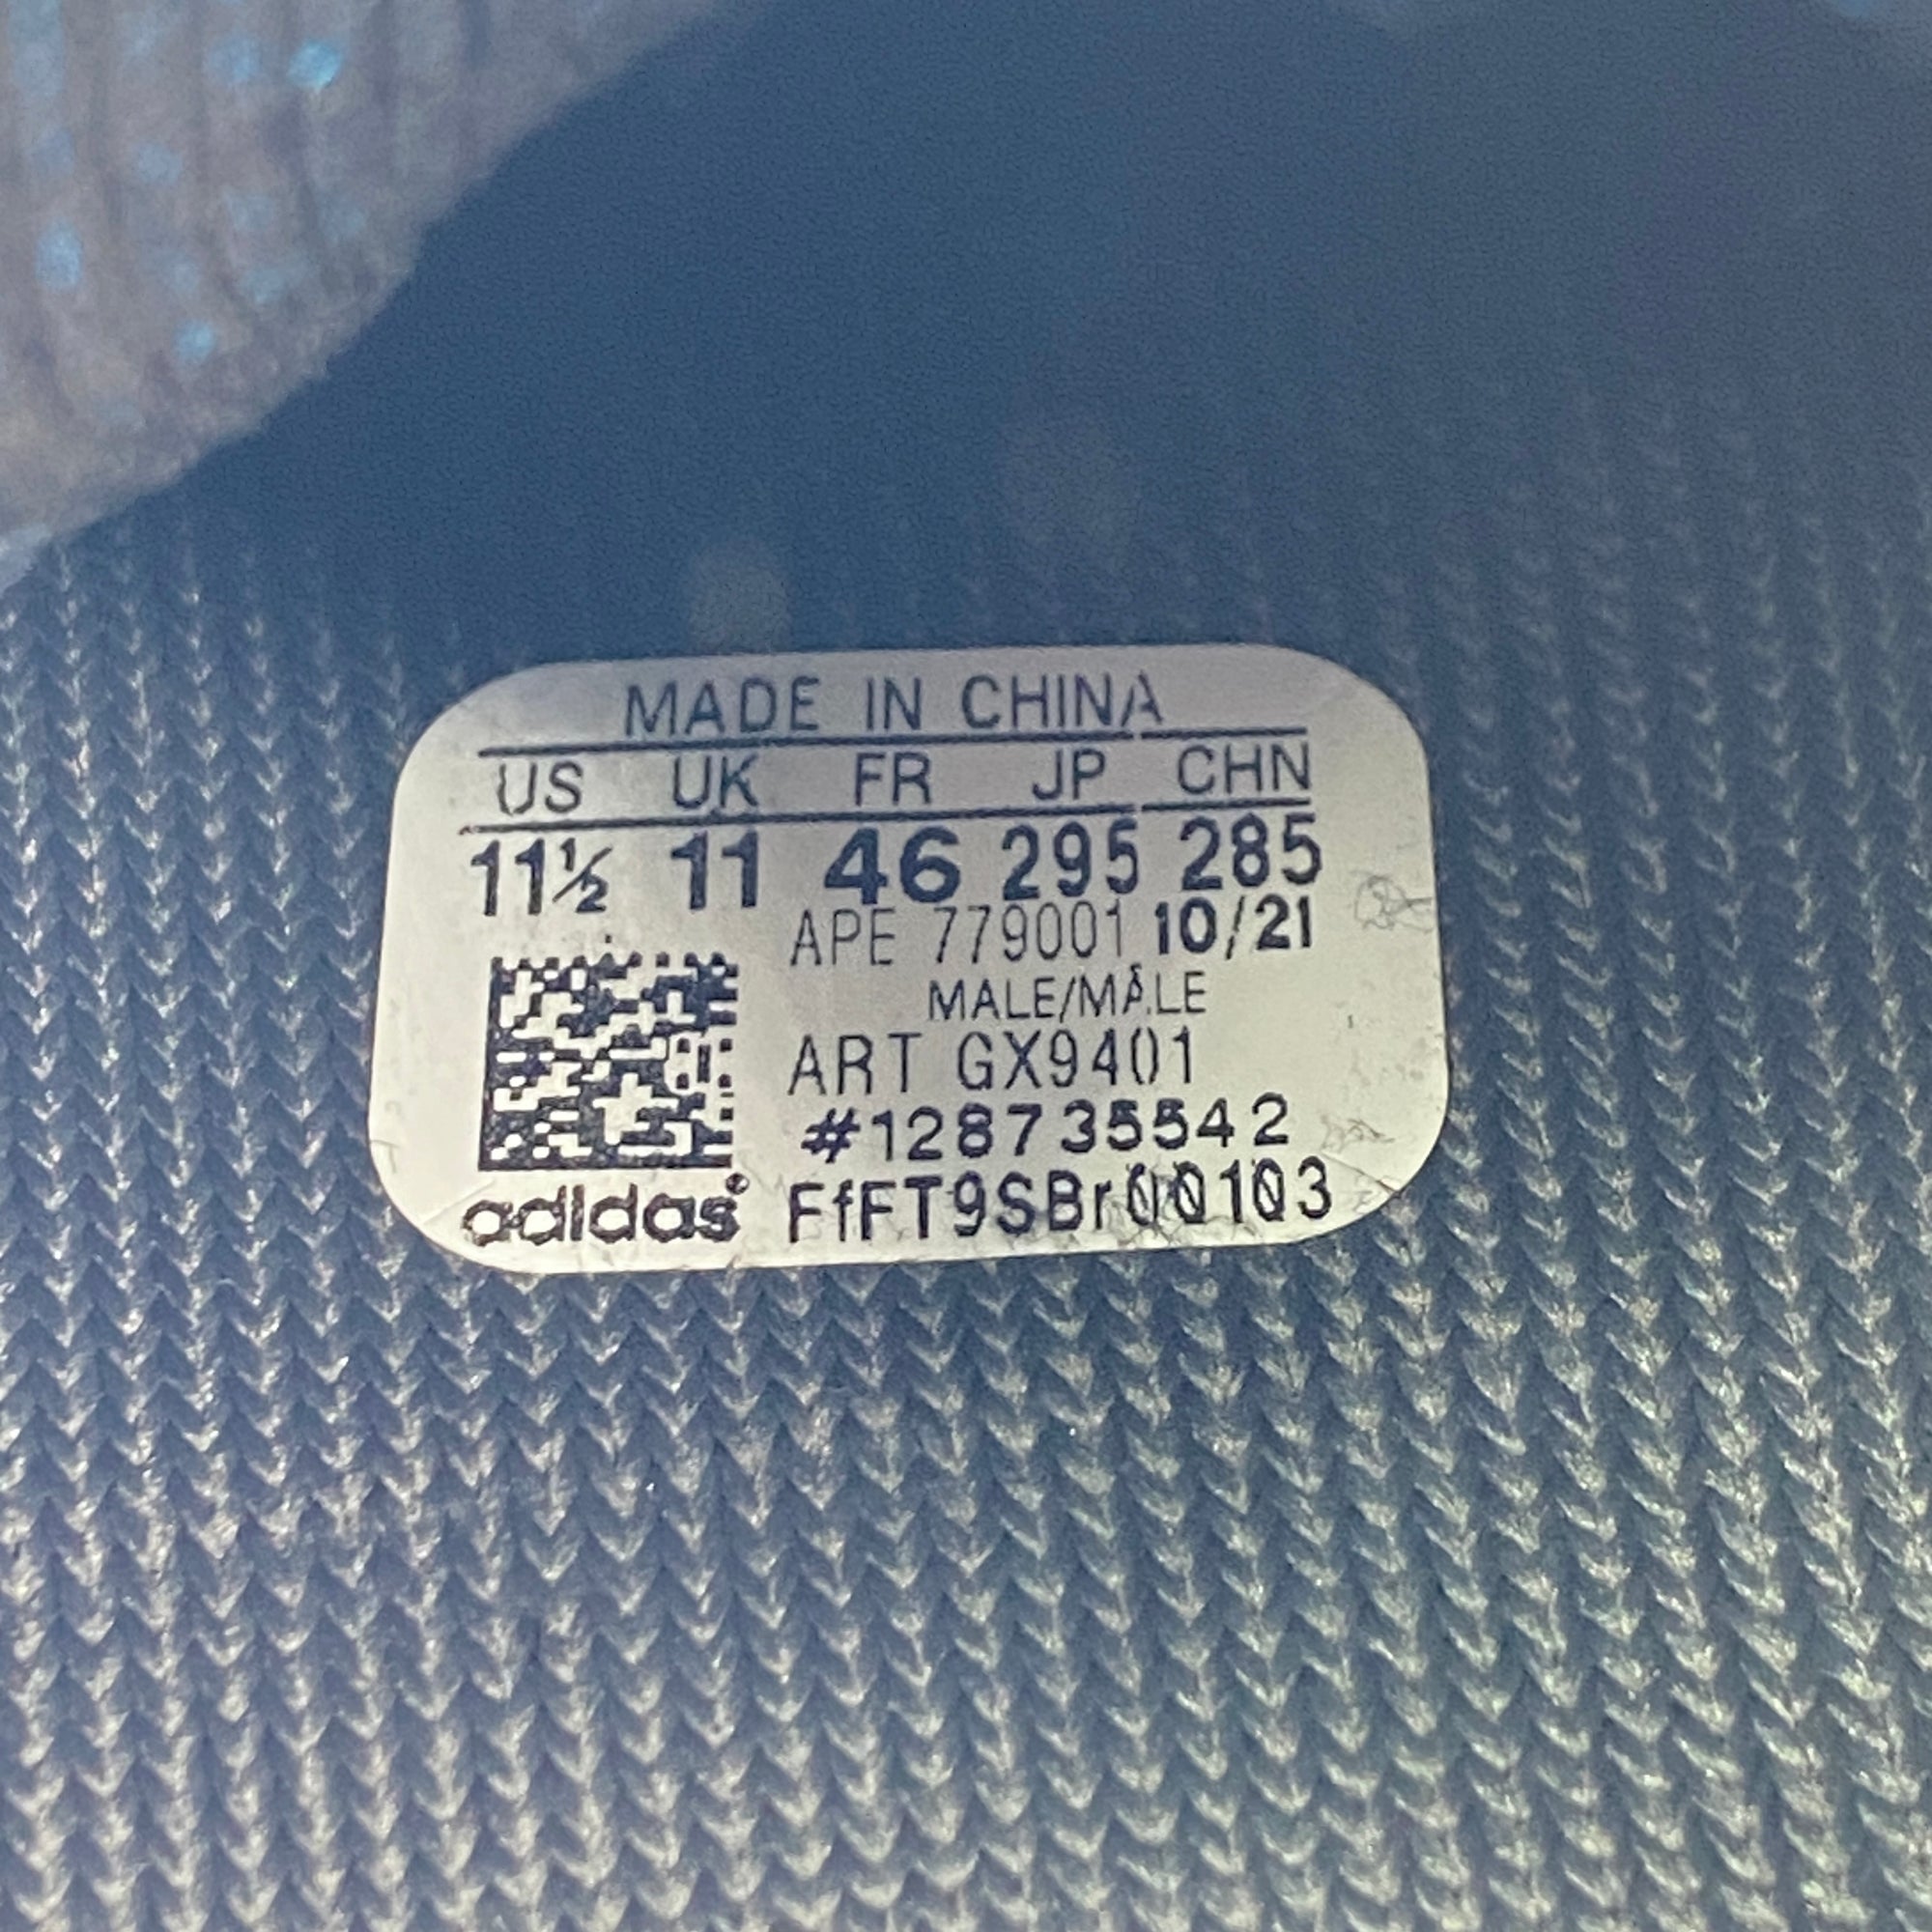 MADE IN CHINA
US UK FR JP CHN
11½ 11 46 295 285
APE 779001 10/21
MALE/MÂLE
ART GX9401
#128735542
adidas FfFT9SBr00103